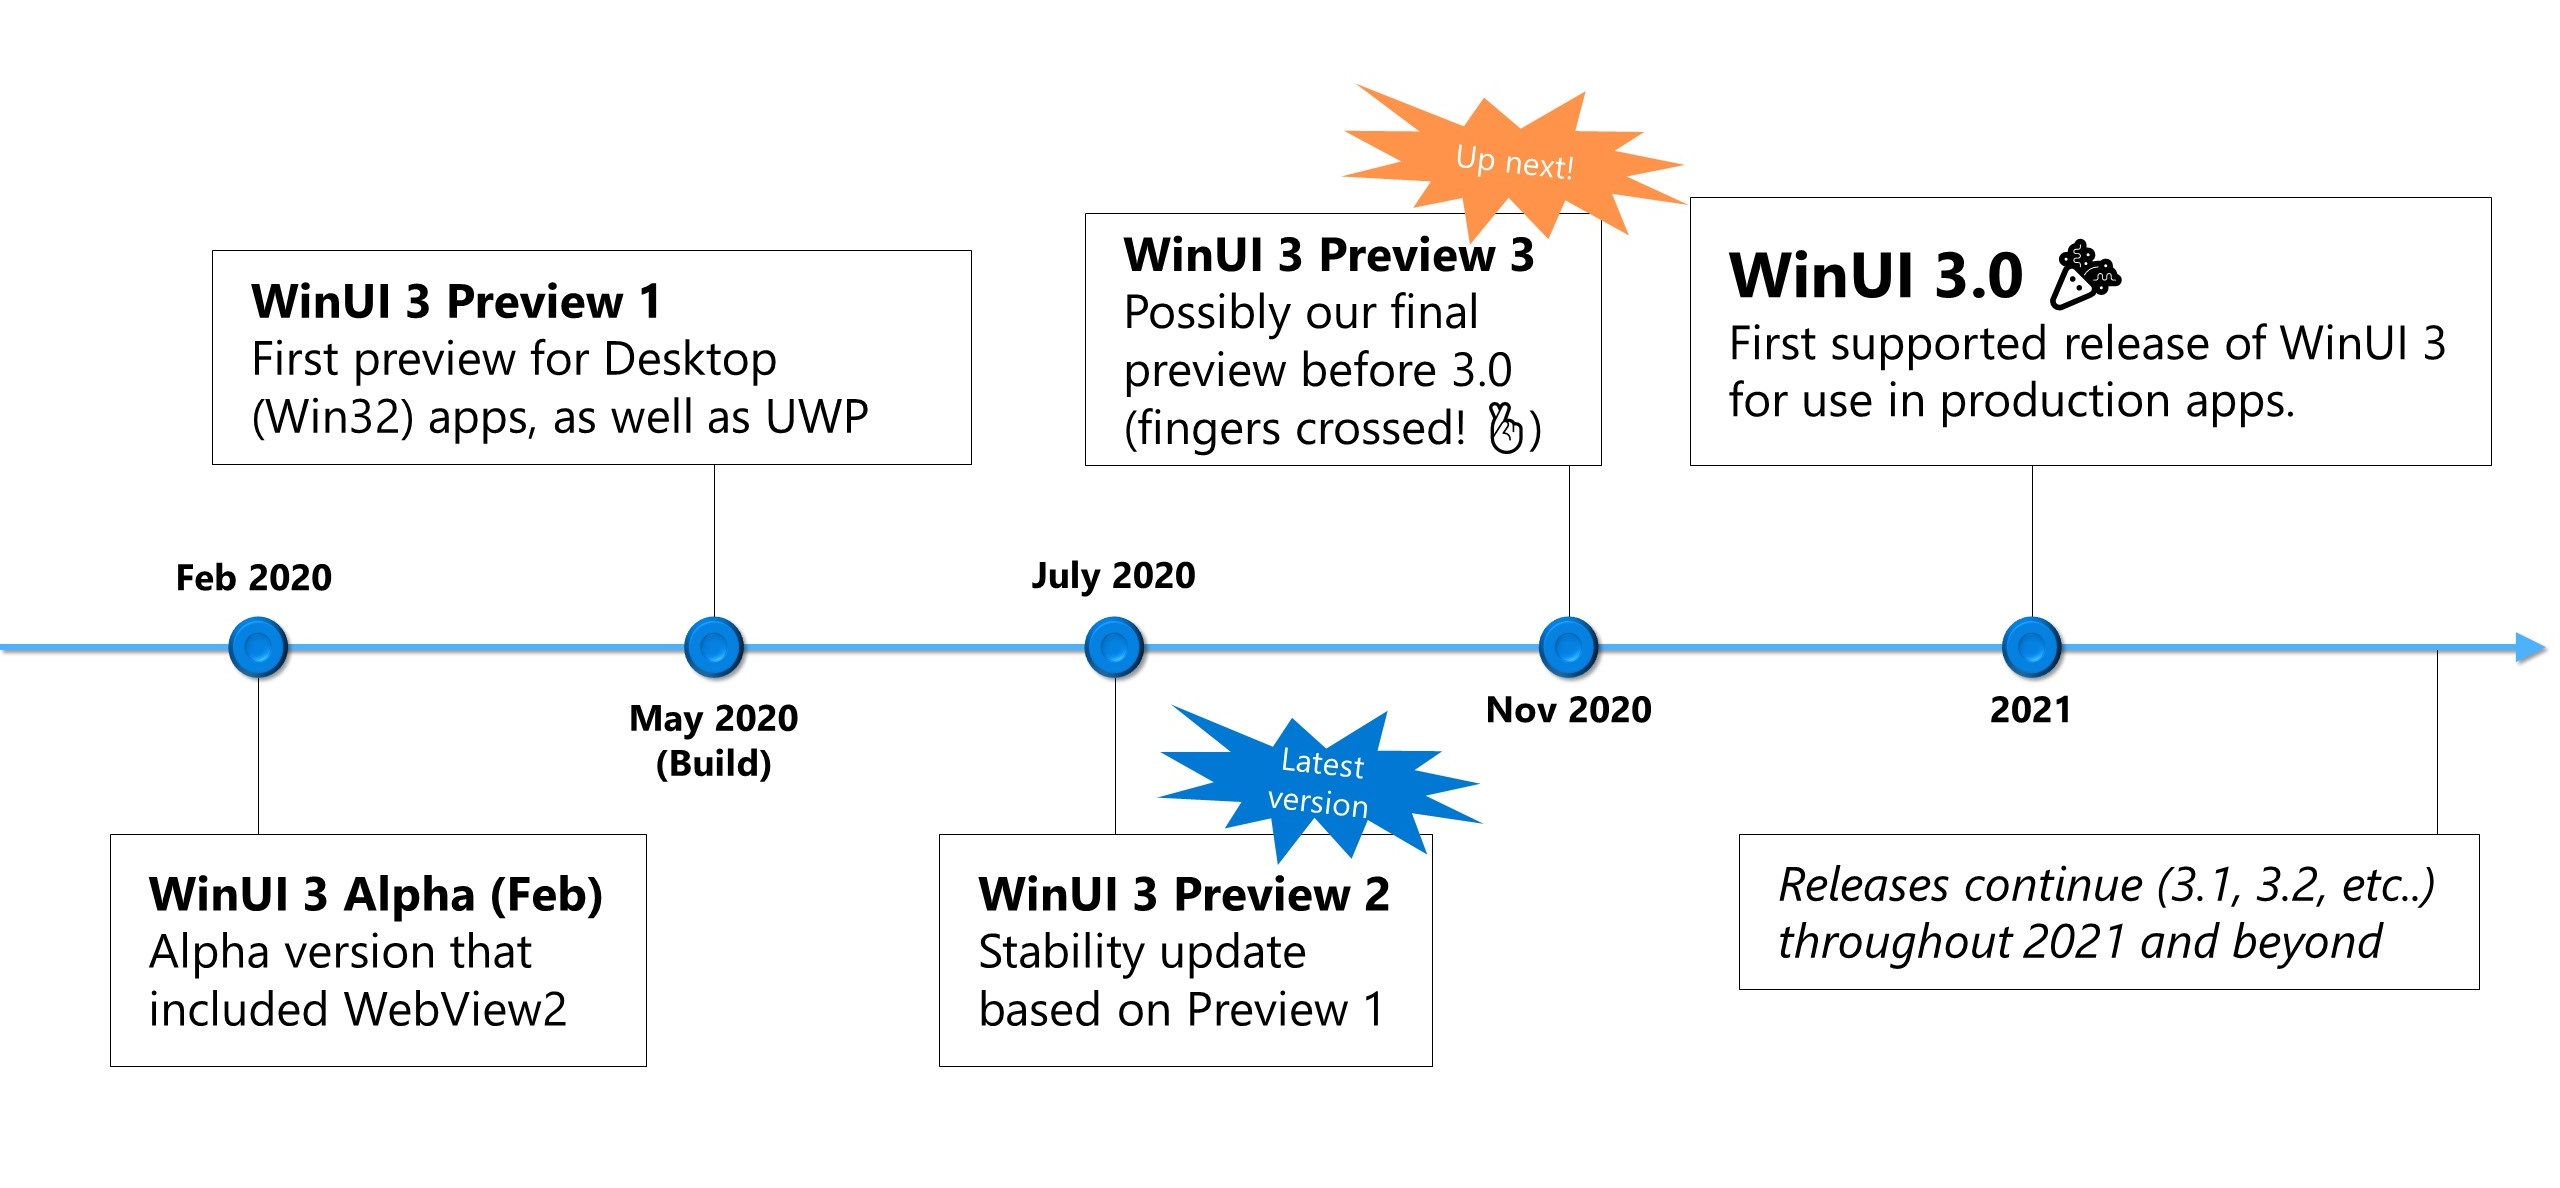 Up next!
WinUI 3 Preview 1
First preview for Desktop
(Win32) apps, as well as UWP
WinUI 3 Preview 3
Possibly our final
preview before 3.0
(fingers crossed! 🤞)
WinUI 3.0 🎉
First supported release of WinUI 3
for use in production apps.
Feb 2020
July 2020
May 2020
(Build)
Nov 2020
2021
Latest
version
WinUI 3 Alpha (Feb)
Alpha version that
included WebView2
WinUI 3 Preview 2
Stability update
based on Preview 1
Releases continue (3.1, 3.2, etc..)
throughout 2021 and beyond